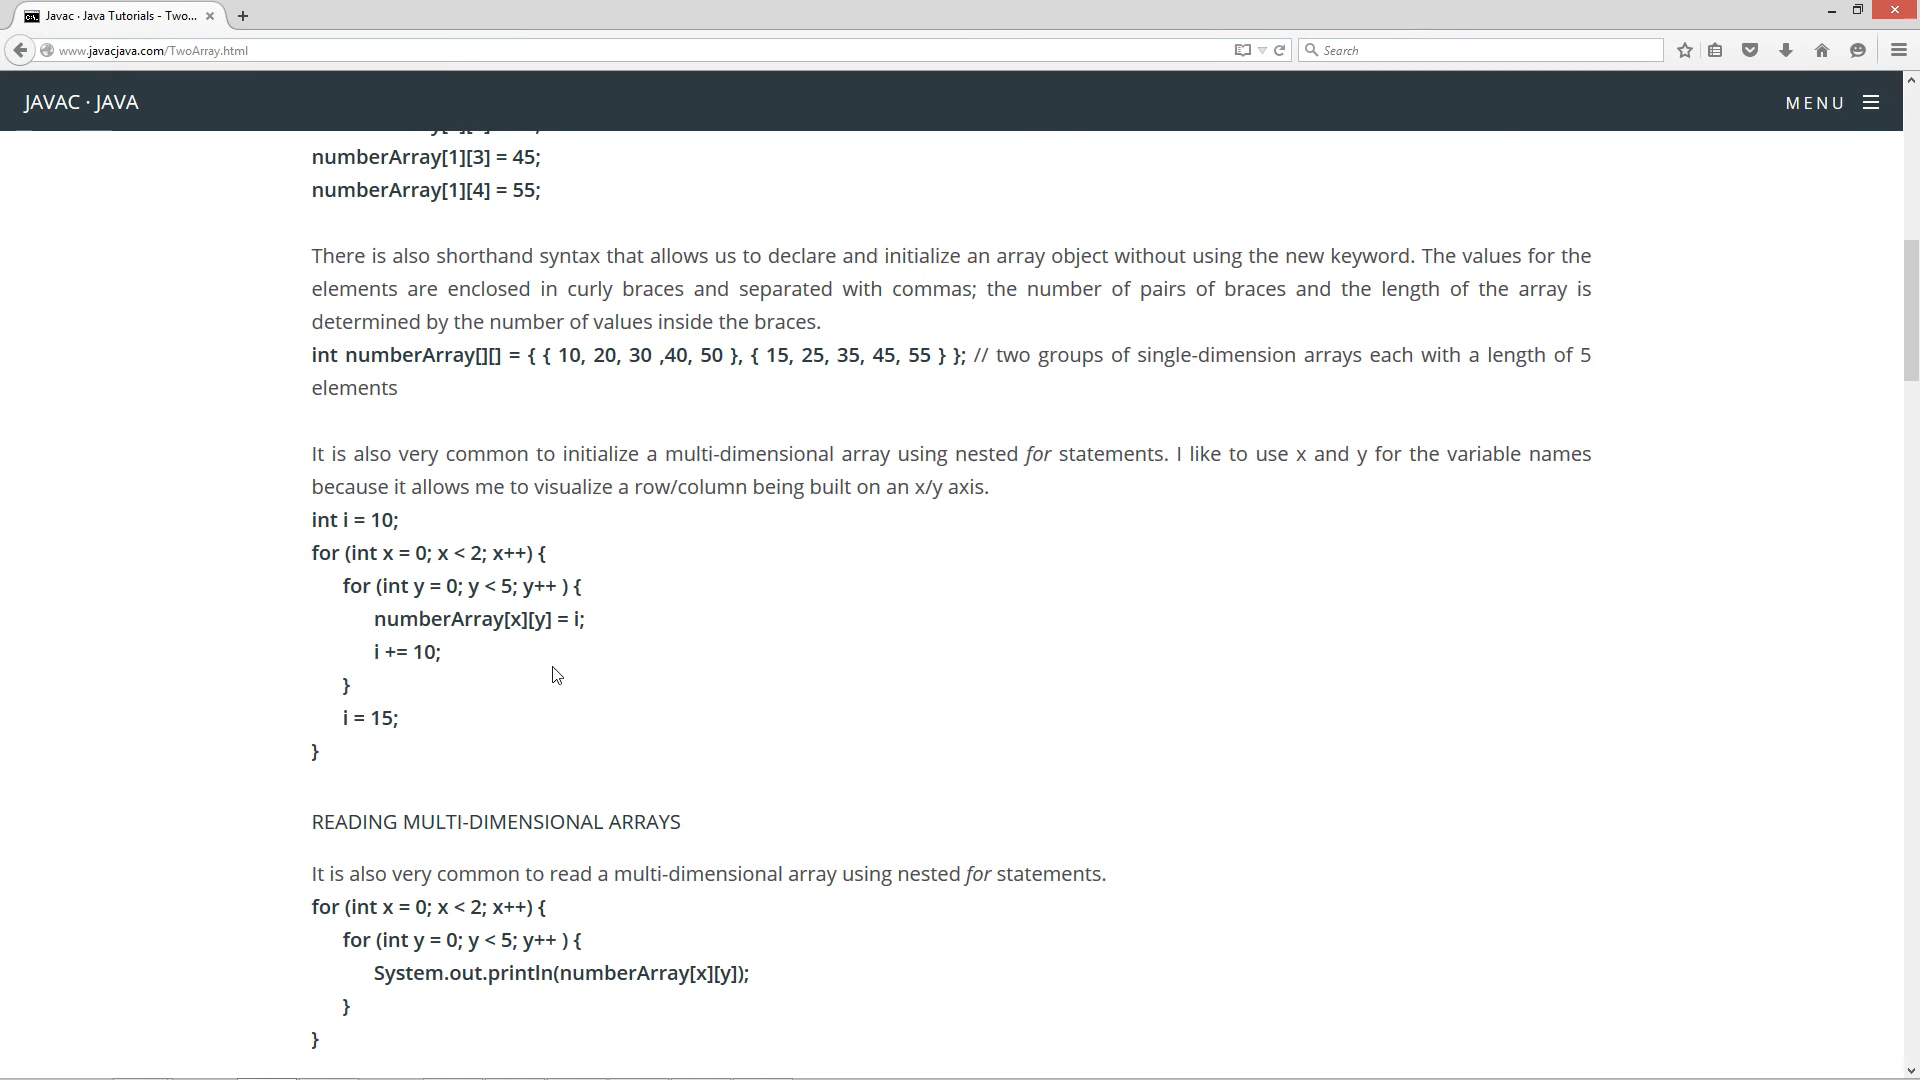 Javac · Java Tutorials - Two...
www.javacjava.com/TwoArray.html
Search
JAVAC · JAVA
MENU
numberArray[1][3] = 45;
numberArray[1][4] = 55;
There is also shorthand syntax that allows us to declare and initialize an array object without using the new keyword. The values for the
elements are enclosed in curly braces and separated with commas; the number of pairs of braces and the length of the array is
determined by the number of values inside the braces.
int numberArray[][] = { { 10, 20, 30 ,40, 50 }, { 15, 25, 35, 45, 55 } }; // two groups of single-dimension arrays each with a length of 5
elements
It is also very common to initialize a multi-dimensional array using nested for statements. I like to use x and y for the variable names
because it allows me to visualize a row/column being built on an x/y axis.
int i = 10;
for (int x = 0; x < 2; x++) {
for (int y = 0; y < 5; y++ ) {
numberArray[x][y] = i;
i += 10;
}
i = 15;
}
READING MULTI-DIMENSIONAL ARRAYS
It is also very common to read a multi-dimensional array using nested for statements.
for (int x = 0; x < 2; x++) {
for (int y = 0; y < 5; y++ ) {
System.out.println(numberArray[x][y]);
}
}